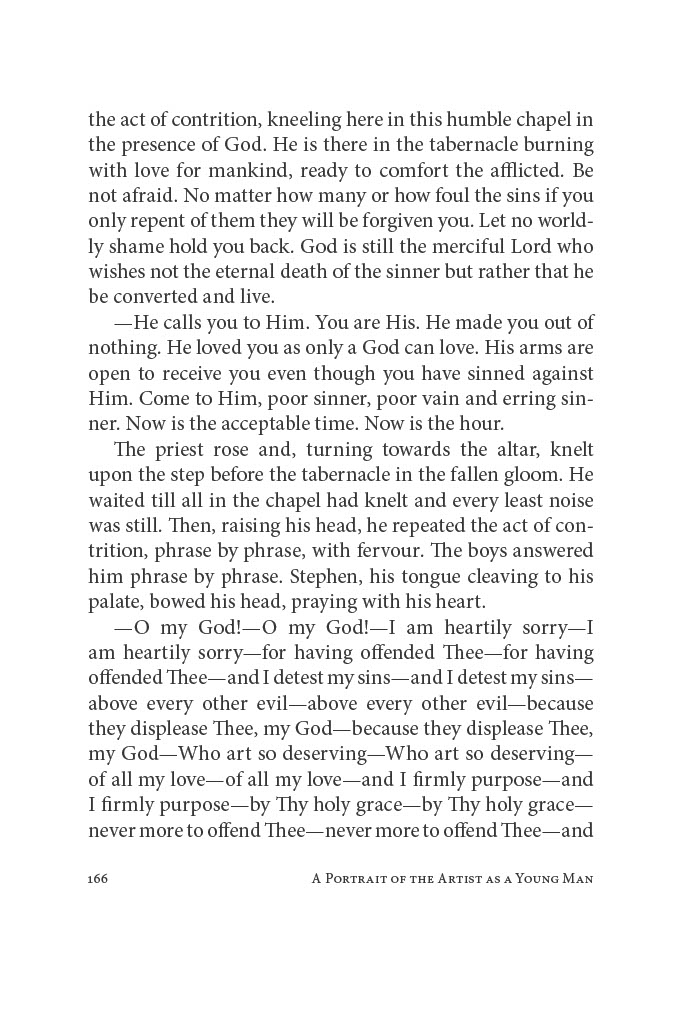 the act of contrition, kneeling here in this humble chapel in
the presence of God. He is there in the tabernacle burning
with love for mankind, ready to comfort the afflicted. Be
not afraid. No matter how many or how foul the sins if you
only repent of them they will be forgiven you. Let no world-
ly shame hold you back. God is still the merciful Lord who
wishes not the eternal death of the sinner but rather that he
be converted and live.
—He calls you to Him. You are His. He made you out of
nothing. He loved you as only a God can love. His arms are
open to receive you even though you have sinned against
Him. Come to Him, poor sinner, poor vain and erring sin-
ner. Now is the acceptable time. Now is the hour.
The priest rose and, turning towards the altar, knelt
upon the step before the tabernacle in the fallen gloom. He
waited till all in the chapel had knelt and every least noise
was still. Then, raising his head, he repeated the act of con-
trition, phrase by phrase, with fervour. The boys answered
him phrase by phrase. Stephen, his tongue cleaving to his
palate, bowed his head, praying with his heart.
—O my God!—O my God!—I am heartily sorry—I
am heartily sorry—for having offended Thee—for having
offended Thee—and I detest my sins—and I detest my sins—
above every other evil—above every other evil—because
they displease Thee, my God—because they displease Thee,
my God—Who art so deserving—Who art so deserving—
of all my love—of all my love—and I firmly purpose—and
I firmly purpose—by Thy holy grace—by Thy holy grace—
never more to offend Thee—never more to offend Thee—and
166 A Portrait of the Artist as a Young Man